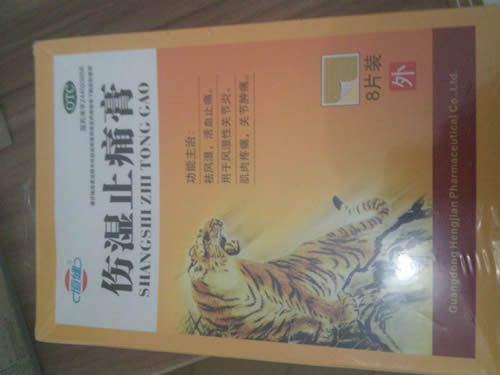 OTC
伤湿止痛膏
SHANGSHI ZHI TONG GAO
恒健
功能主治:
祛风湿,活血止痛。
用于风湿性关节炎,
肌肉疼痛,关节肿痛。
8片装
外
Guangdong Hengjian Pharmaceutical Co.,Ltd.